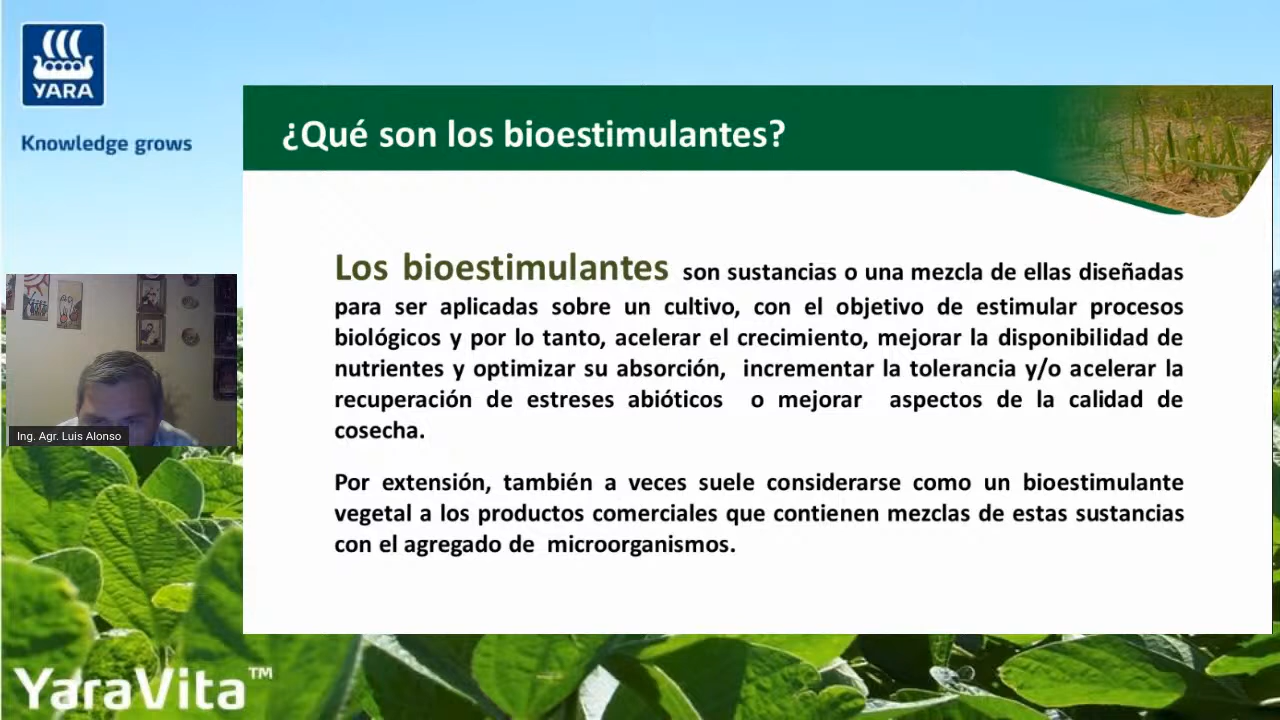 YARA
Knowledge grows
¿Qué son los bioestimulantes?
Los bioestimulantes son sustancias o una mezcla de ellas diseñadas
para ser aplicadas sobre un cultivo, con el objetivo de estimular procesos
biológicos y por lo tanto, acelerar el crecimiento, mejorar la disponibilidad de
nutrientes y optimizar su absorción, incrementar la tolerancia y/o acelerar la
recuperación de estreses abióticos o mejorar aspectos de la calidad de
cosecha.
Por extensión, también a veces suele considerarse como un bioestimulante
vegetal a los productos comerciales que contienen mezclas de estas sustancias
con el agregado de microorganismos.
Ing. Agr. Luis Alonso
YaraVita™